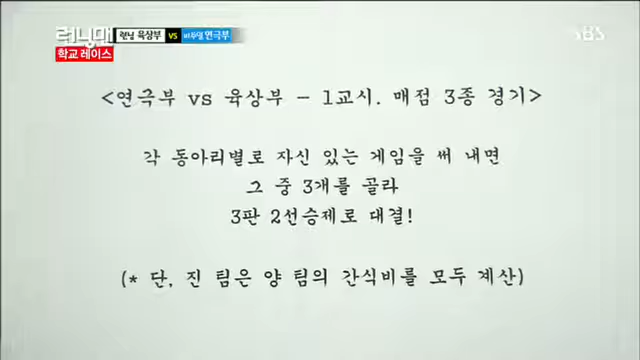 런닝맨 런닝 육상부 vs 비투열연극부 SBS
학교 레이스
<연극부 vs 육상부 - 1교시. 매점 3종 경기>
각 동아리별로 자신 있는 게임을 써 내면
그 중 3개를 골라
3판 2선승제로 대결!
(* 단, 진 팀은 양 팀의 간식비를 모두 계산)